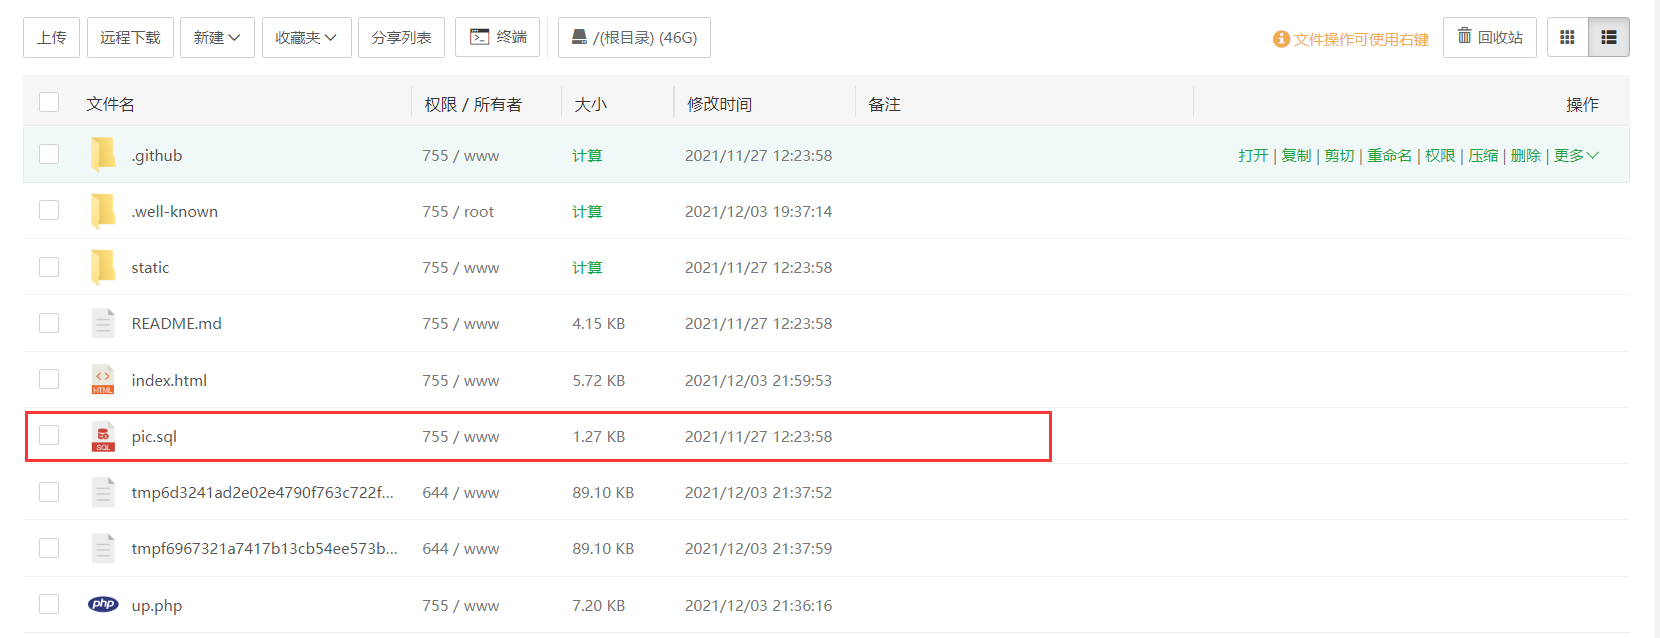 上传 远程下载 新建 收藏夹 分享列表 终端 /(根目录) (46G) 文件操作可使用右键 回收站
文件名 权限 / 所有者 大小 修改时间 备注 操作
.github 755 / www 计算 2021/11/27 12:23:58 打开 | 复制 | 剪切 | 重命名 | 权限 | 压缩 | 删除 | 更多
.well-known 755 / root 计算 2021/12/03 19:37:14
static 755 / www 计算 2021/11/27 12:23:58
README.md 755 / www 4.15 KB 2021/11/27 12:23:58
HTML index.html 755 / www 5.72 KB 2021/12/03 21:59:53
SQL pic.sql 755 / www 1.27 KB 2021/11/27 12:23:58
tmp6d3241ad2e02e4790f763c722f... 644 / www 89.10 KB 2021/12/03 21:37:52
tmpf6967321a7417b13cb54ee573b... 644 / www 89.10 KB 2021/12/03 21:37:59
php up.php 755 / www 7.20 KB 2021/12/03 21:36:16